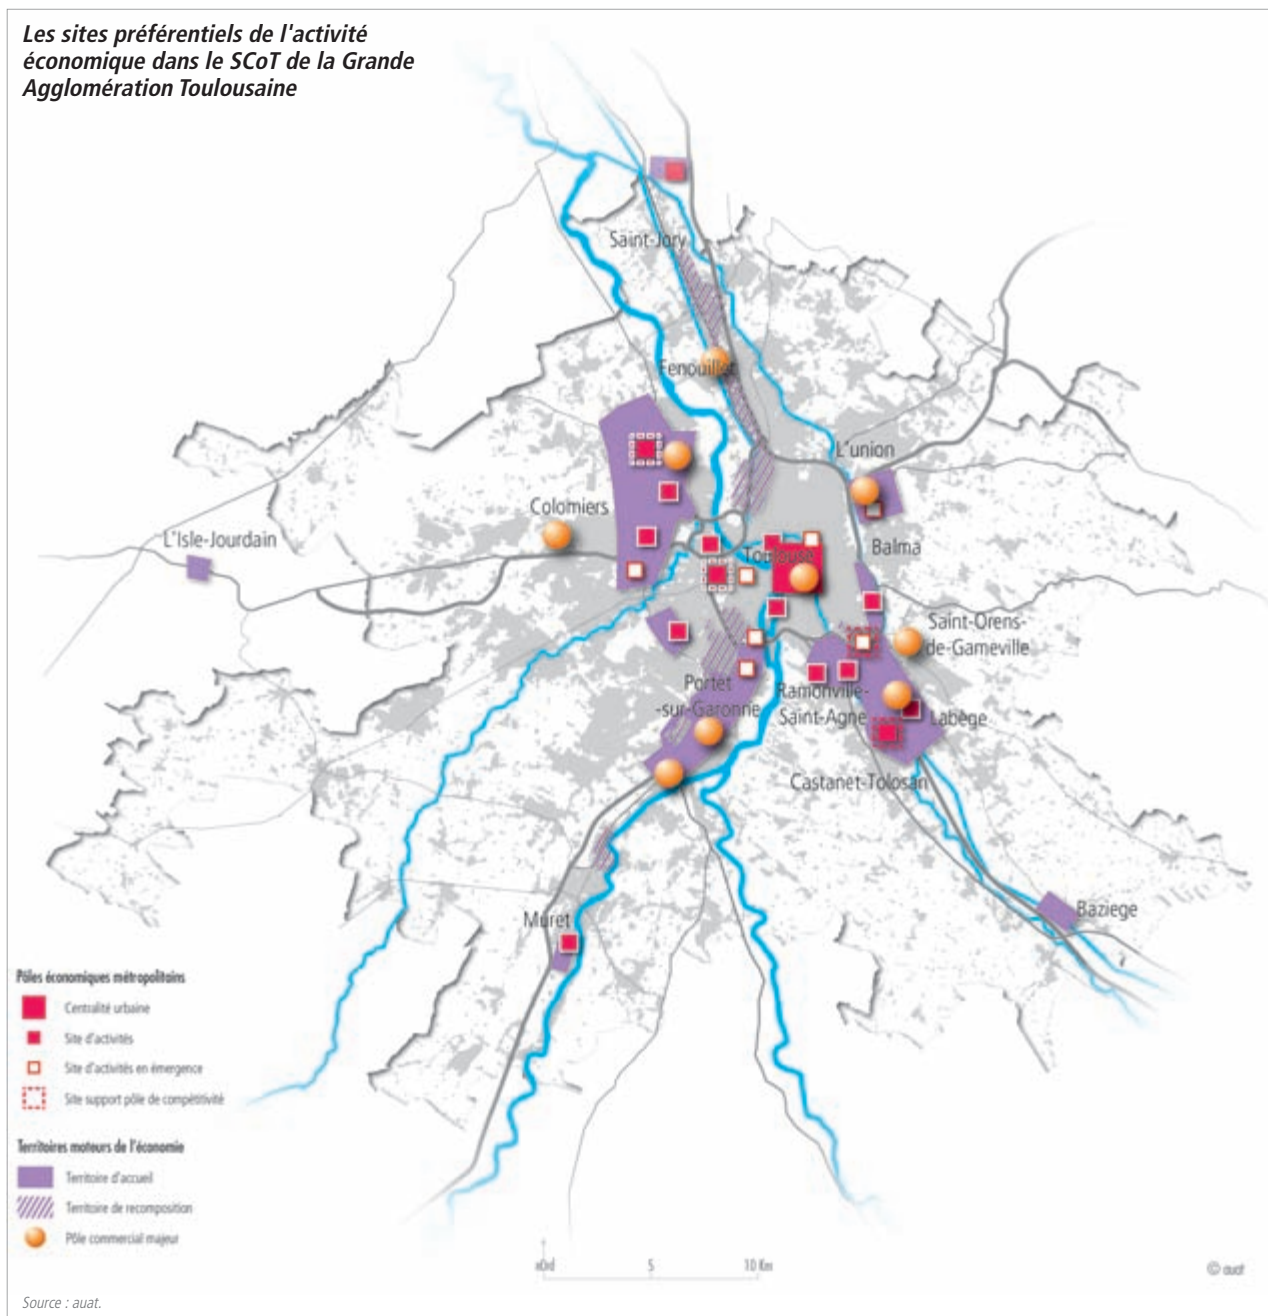 Les sites préférentiels de l'activité
économique dans le SCoT de la Grande
Agglomération Toulousaine
Saint-Jory
Fenouillet
L'union
Colomiers
L'Isle-Jourdain
Toulouse
Balma
Saint-Orens-
de-Gameville
Portet
-sur-Garonne
Ramonville-
Saint-Agne
Labège
Castanet-Tolosan
Baziege
Muret
Pôles économiques métropolitains
Centralité urbaine
Site d'activités
Site d'activités en émergence
Site support pôle de compétitivité
Territoires moteurs de l'économie
Territoire d'accueil
Territoire de recomposition
Pôle commercial majeur
nOrd
5
10 Km
© auat
Source : auat.